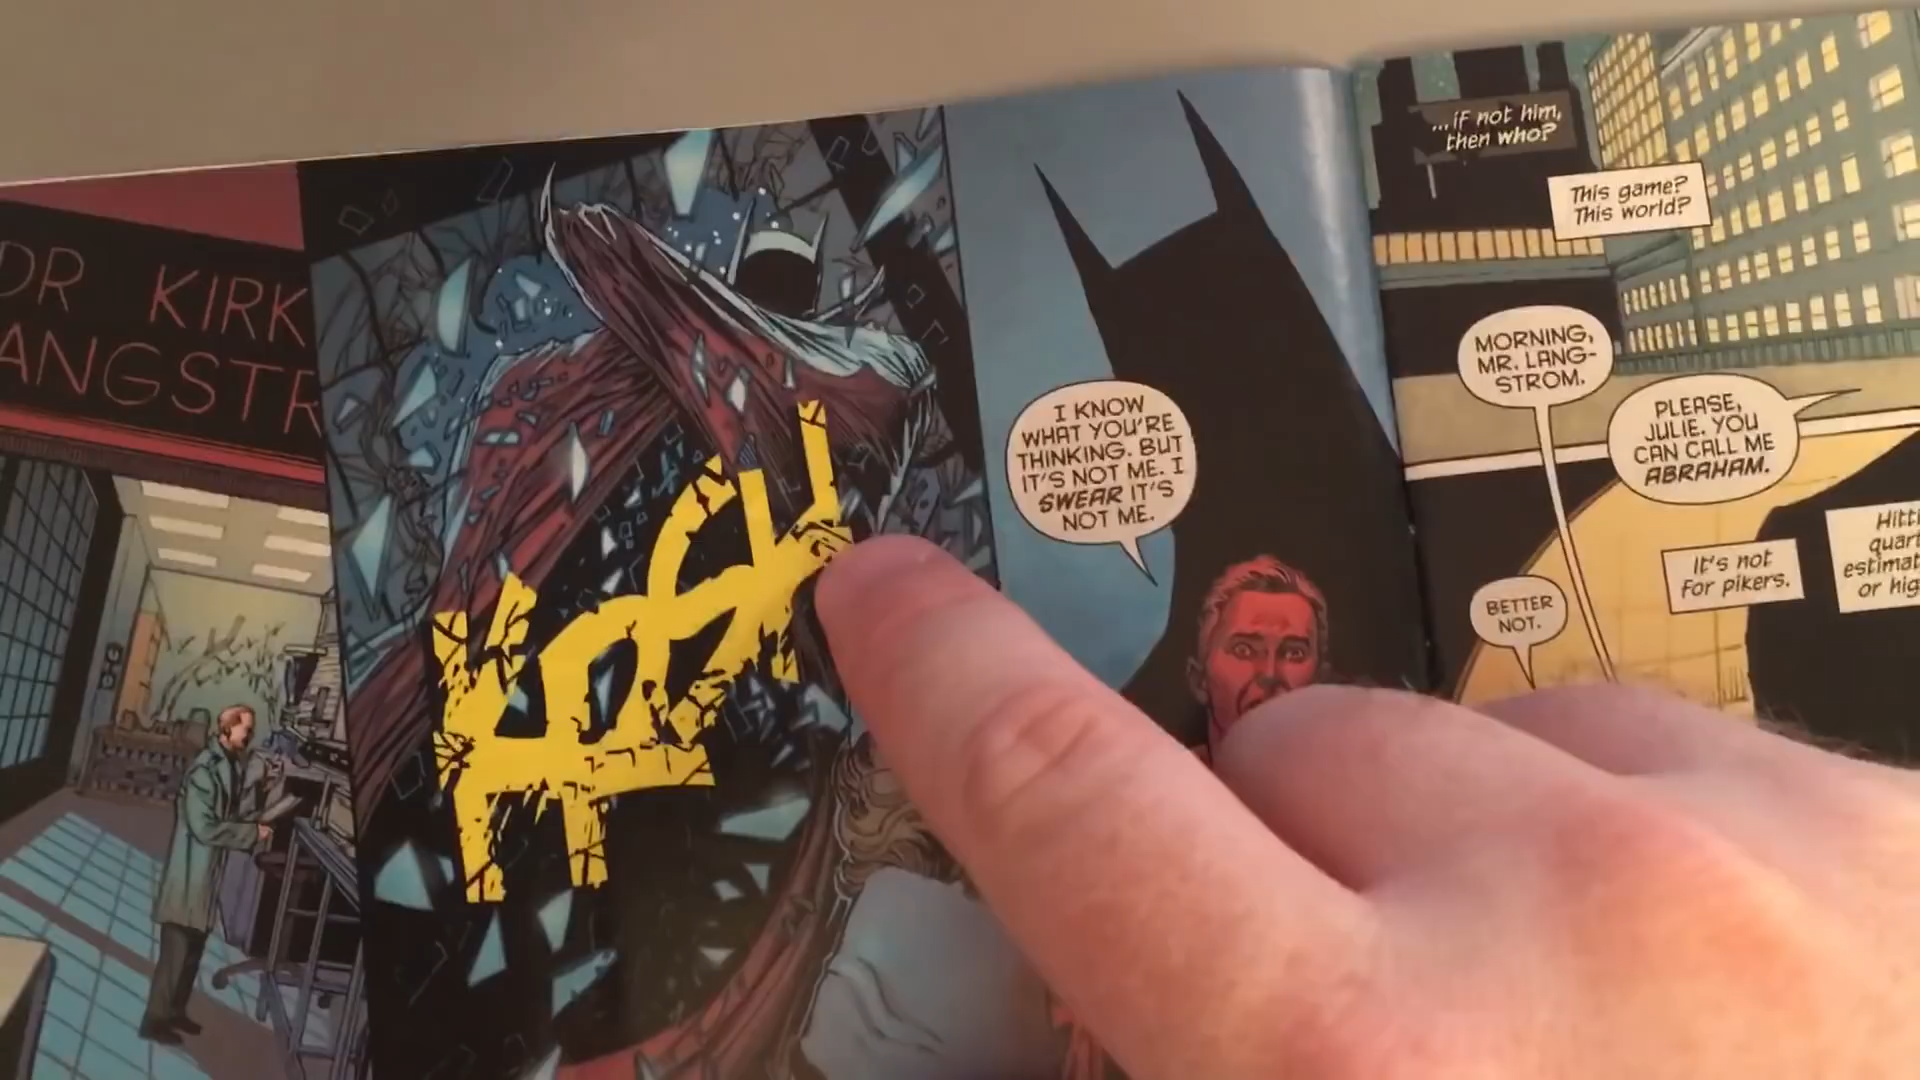 DR KIRK
ANGSTR
I KNOW
WHAT YOU'RE
THINKING. BUT
IT'S NOT ME. I
SWEAR IT'S
NOT ME.
...if not him,
then who?
This game?
This world?
MORNING,
MR. LANG-
STROM.
PLEASE,
JULIE. YOU
CAN CALL ME
ABRAHAM.
BETTER
NOT.
It's not
for pikers.
Hitti
quart
estimat
or hig